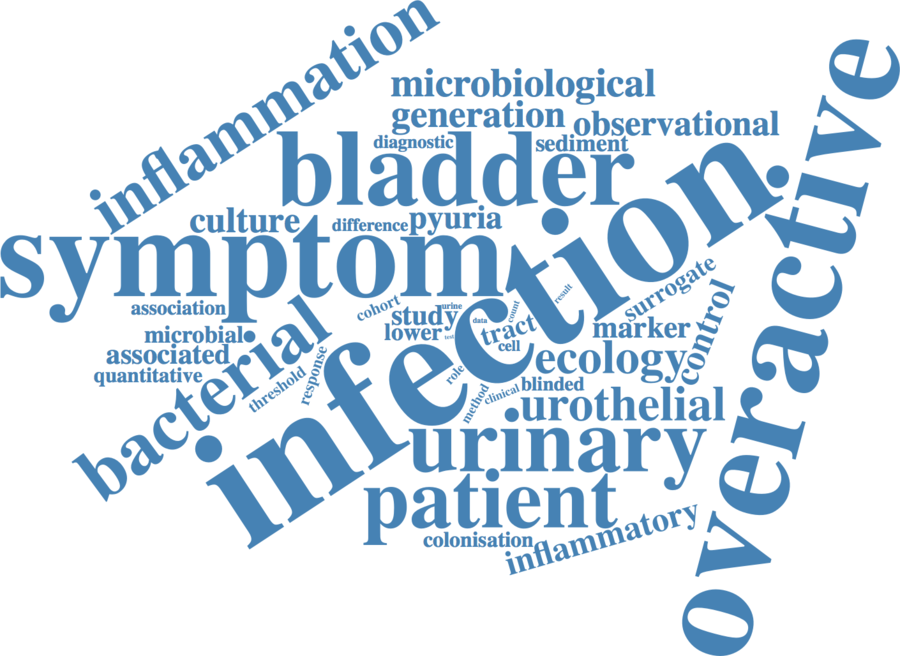 inflammation
overactive
microbiological
generation
observational
diagnostic
sediment
bladder
culture
difference
pyuria
symptom
infection
association
cohort
urine
study
data
count
result
surrogate
control
microbial
lower
test
tract
cell
marker
associated
bacterial
quantitative
threshold
response
role
ecology
method
clinical
blinded
urothelial
urinary
patient
colonisation
inflammatory